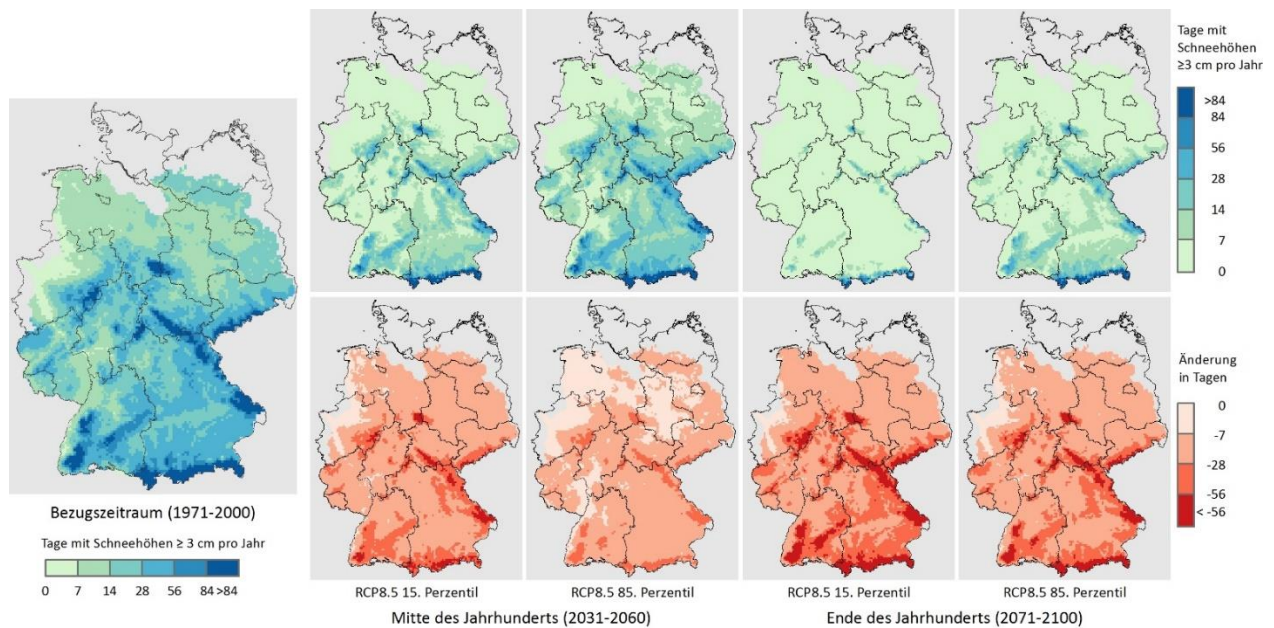 Tage mit
Schneehöhen
≥3 cm pro Jahr
>84
84
56
28
14
7
0
Änderung
in Tagen
0
-7
-28
-56
< -56
Bezugszeitraum (1971-2000)
Tage mit Schneehöhen ≥ 3 cm pro Jahr
0 7 14 28 56 84 >84
RCP8.5 15. Perzentil RCP8.5 85. Perzentil RCP8.5 15. Perzentil RCP8.5 85. Perzentil
Mitte des Jahrhunderts (2031-2060) Ende des Jahrhunderts (2071-2100)